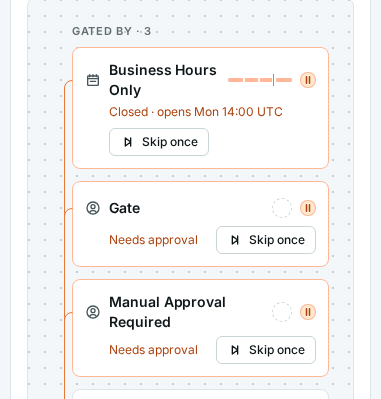 GATED BY · 3
Business Hours
Only
Closed · opens Mon 14:00 UTC
Skip once
Gate
Needs approval
Skip once
Manual Approval
Required
Needs approval
Skip once